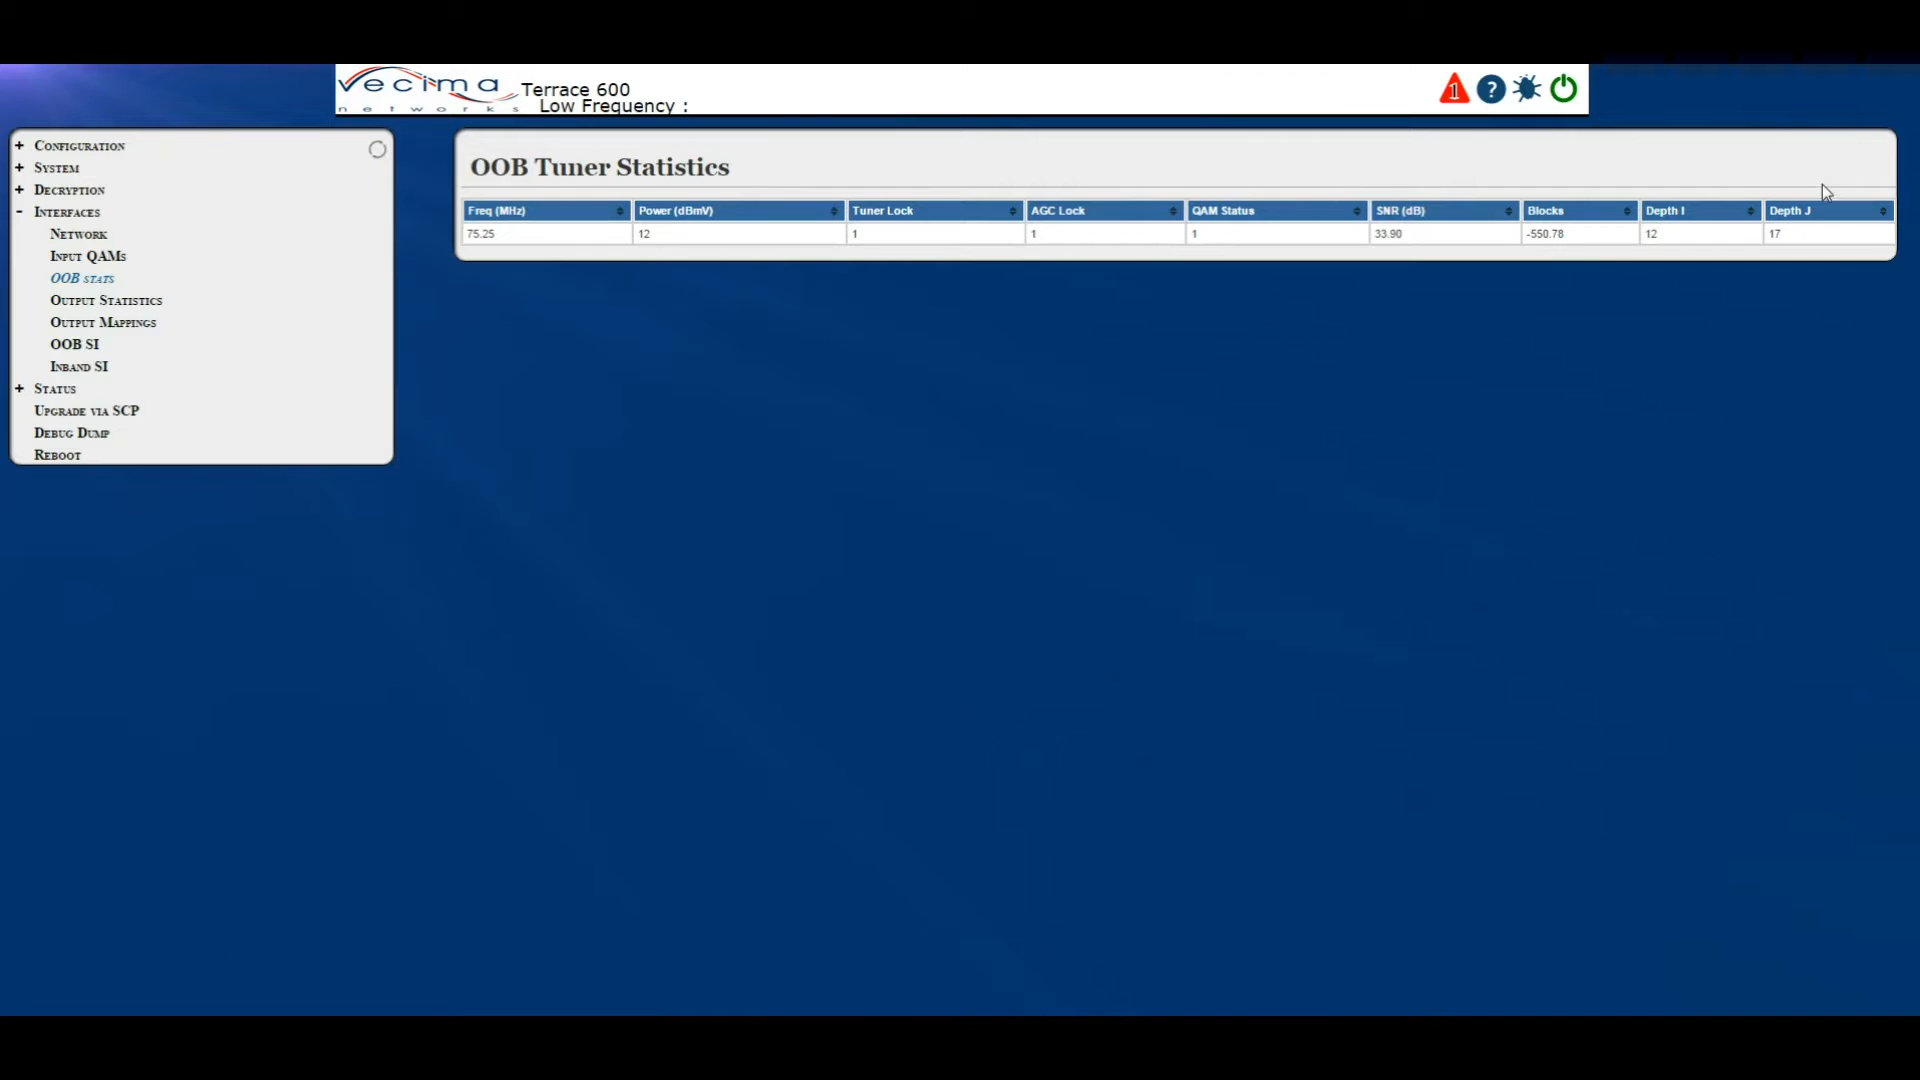 vecima
networks
Terrace 600
Low Frequency :
1
?
+ Configuration
+ System
+ Decryption
- Interfaces
Network
Input QAMs
OOB stats
Output Statistics
Output Mappings
OOB SI
Inband SI
+ Status
Upgrade via SCP
Debug Dump
Reboot
OOB Tuner Statistics
Freq (MHz) Power (dBmV) Tuner Lock AGC Lock QAM Status SNR (dB) Blocks Depth I Depth J
75.25 12 1 1 1 33.90 -550.78 12 17